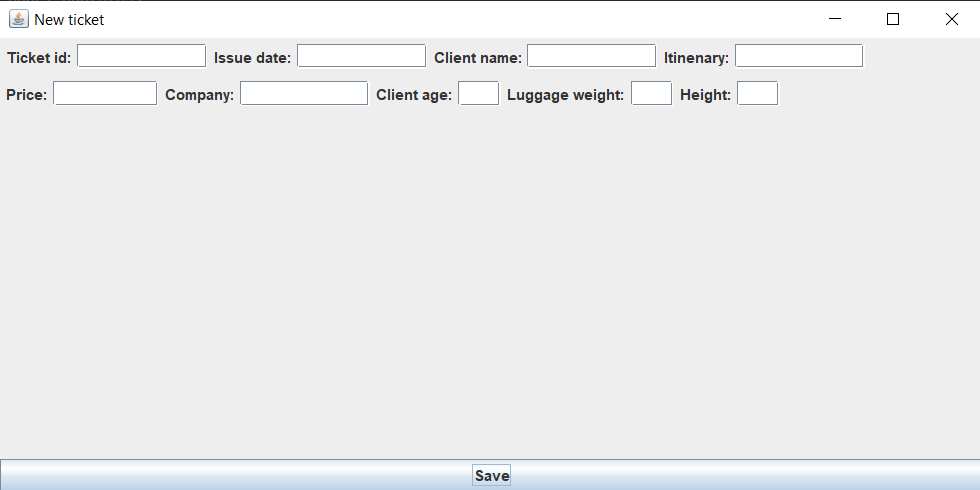 New ticket
Ticket id: Issue date: Client name: Itinenary:
Price: Company: Client age: Luggage weight: Height:
Save